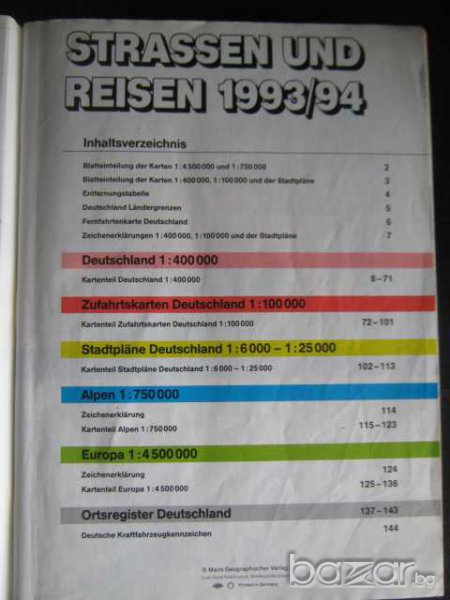 STRASSEN UND
REISEN 1993/94
Inhaltsverzeichnis
Blatteinteilung der Karten 1:4 500 000 und 1:750 000 2
Blatteinteilung der Karten 1:400 000, 1:100 000 und der Stadtpläne 3
Entfernungstabelle 4
Deutschland Ländergrenzen 5
Fernfahrtenkarte Deutschland 6
Zeichenerklärungen 1:400 000, 1:100 000 und der Stadtpläne 7
Deutschland 1:400 000
Kartenteil Deutschland 1:400 000 8–71
Zufahrtskarten Deutschland 1:100 000
Kartenteil Zufahrtskarten Deutschland 1:100 000 72–101
Stadtpläne Deutschland 1:6 000 – 1:25 000
Kartenteil Stadtpläne Deutschland 1:6 000 – 1:25 000 102–113
Alpen 1:750 000
Zeichenerklärung 114
Kartenteil Alpen 1:750 000 115–123
Europa 1:4 500 000
Zeichenerklärung 124
Kartenteil Europa 1:4 500 000 125–136
Ortsregister Deutschland 137–143
Deutsche Kraftfahrzeugkennzeichen 144
© Mairs Geographischer Verlag
Printed in Germany
bazar.bg